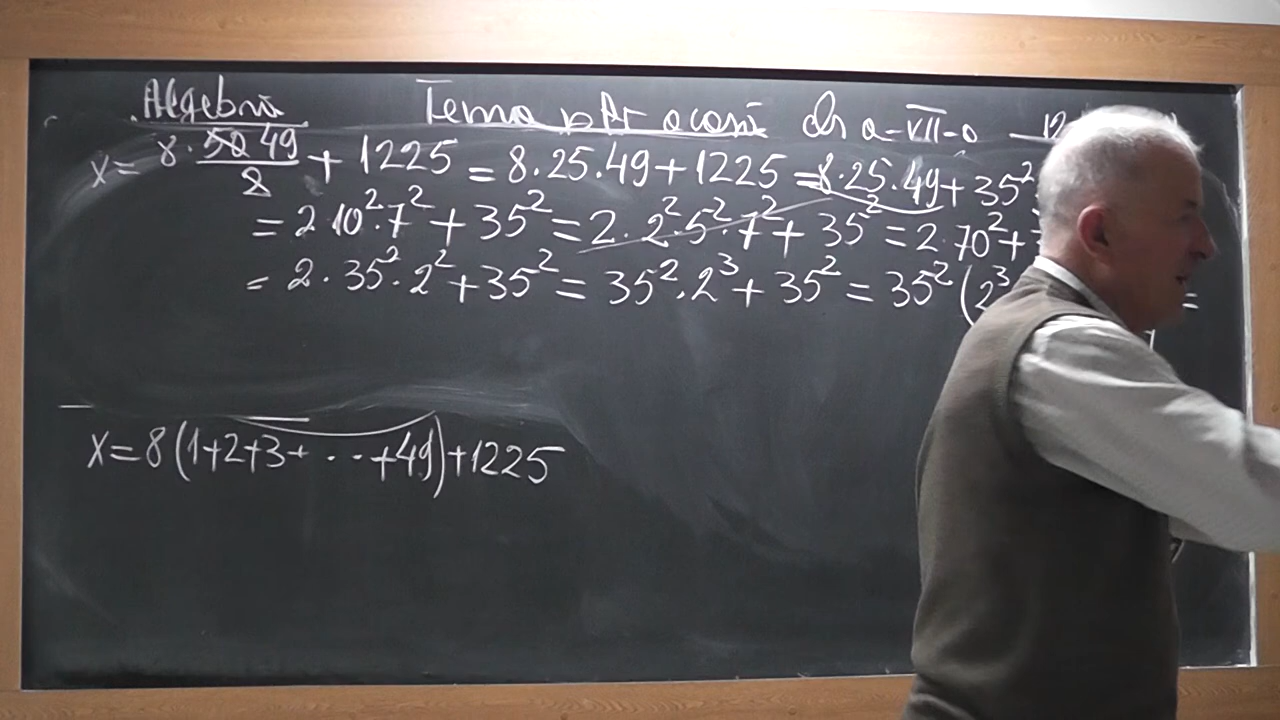 Algebră Tema ptr acasă cls a-VII-a
x= 8·50·49/2 + 1225 = 8.25.49+1225 = 8.25.49+35²
= 2·10²·7² + 35² = 2·2²·5²·7² + 35² = 2·70²+
= 2·35²·2²+35² = 35²·2³+35² = 35²(2³ =
x=8(1+2+3+...+49)+1225